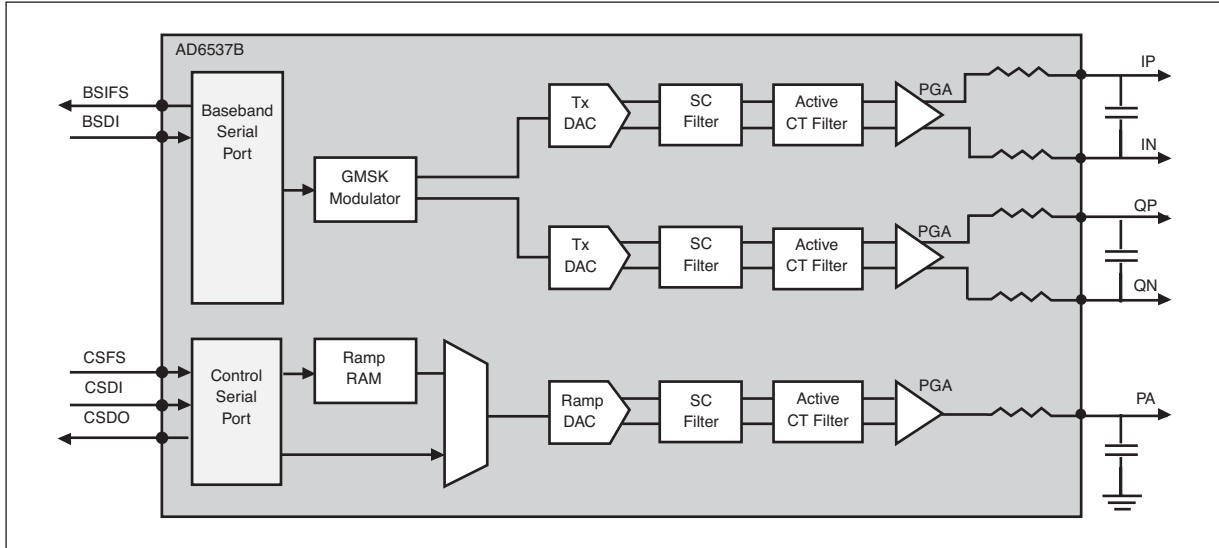 AD6537B
BSIFS
BSDI
Baseband
Serial
Port
GMSK
Modulator
Tx
DAC
SC
Filter
Active
CT Filter
PGA
IP
IN
Tx
DAC
SC
Filter
Active
CT Filter
PGA
QP
QN
CSFS
CSDI
CSDO
Control
Serial
Port
Ramp
RAM
Ramp
DAC
SC
Filter
Active
CT Filter
PGA
PA